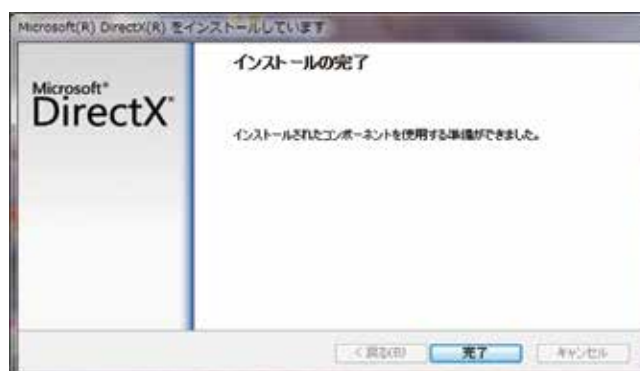 Microsoft(R) DirectX(R) をインストールしています
インストールの完了
Microsoft®
DirectX®
インストールされたコンポーネントを使用する準備ができました。
< 戻る(B)
完了
キャンセル